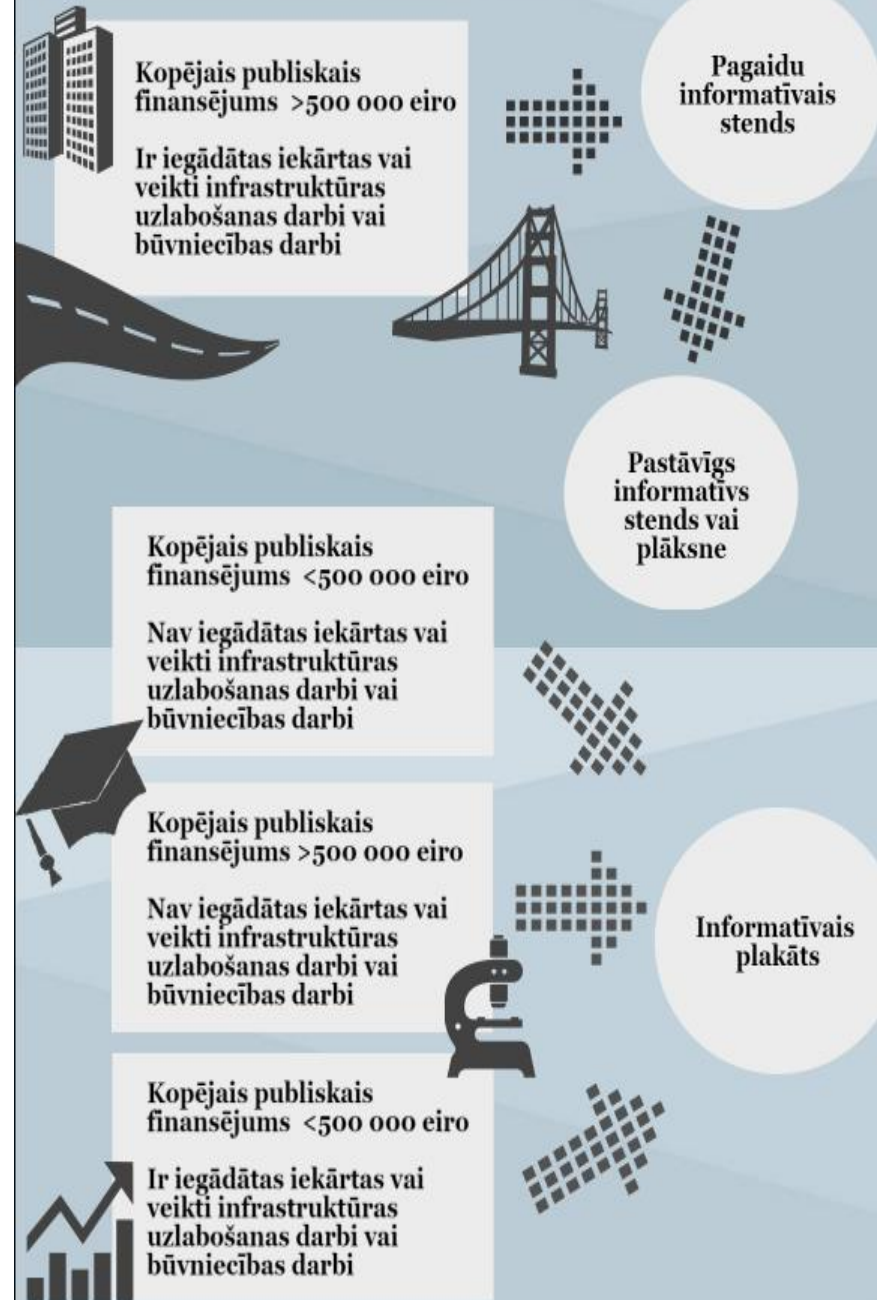 Kopējais publiskais
finansējums >500 000 eiro
Ir iegādātas iekārtas vai
veikti infrastruktūras
uzlabošanas darbi vai
būvniecības darbi
Pagaidu
informatīvais
stends
Pastāvīgs
informatīvs
stends vai
plāksne
Kopējais publiskais
finansējums <500 000 eiro
Nav iegādātas iekārtas vai
veikti infrastruktūras
uzlabošanas darbi vai
būvniecības darbi
Kopējais publiskais
finansējums >500 000 eiro
Nav iegādātas iekārtas vai
veikti infrastruktūras
uzlabošanas darbi vai
būvniecības darbi
Informatīvais
plakāts
Kopējais publiskais
finansējums <500 000 eiro
Ir iegādātas iekārtas vai
veikti infrastruktūras
uzlabošanas darbi vai
būvniecības darbi